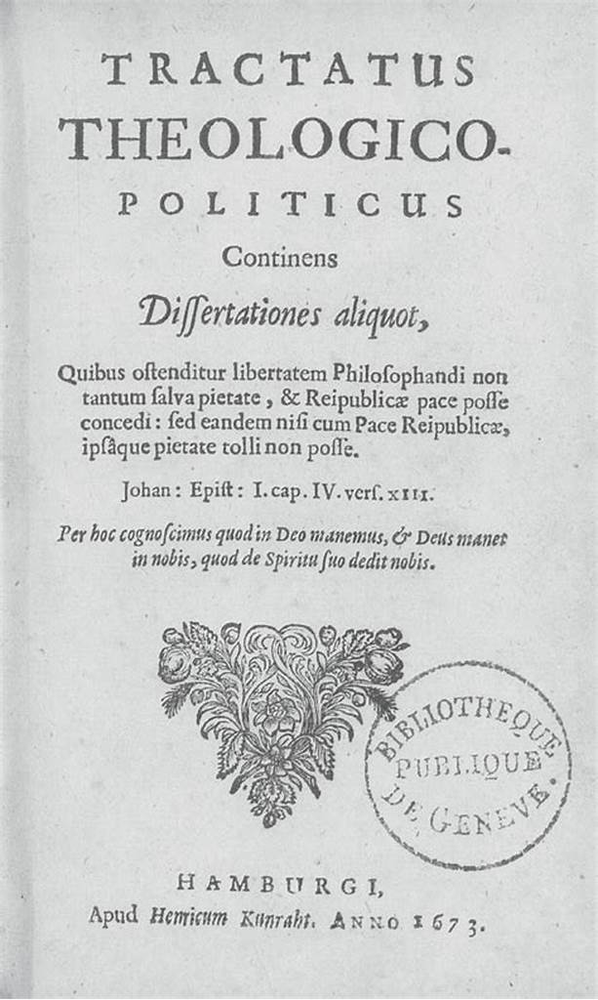 TRACTATUS
THEOLOGICO-
POLITICUS
Continens
Dissertationes aliquot,
Quibus ostenditur libertatem Philosophandi non
tantum salva pietate, & Reipublicæ pace posse
concedi: sed eandem nisi cum Pace Reipublicæ,
ipsâque pietate tolli non posse.
Johan: Epist: I. cap. IV. vers. XIII.
Per hoc cognoscimus quod in Deo manemus, & Deus manet
in nobis, quod de Spiritu suo dedit nobis.
BIBLIOTHEQUE
PUBLIQUE
DE GENEVE.
HAMBURGI,
Apud Henricum Kunraht. ANNO 1673.